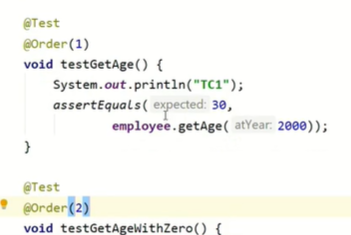 @Test
@Order(1)
void testGetAge() {
System.out.println("TC1");
assertEquals( expected: 30,
employee.getAge( atYear: 2000));
}
@Test
@Order(2)
void testGetAgeWithZero() {